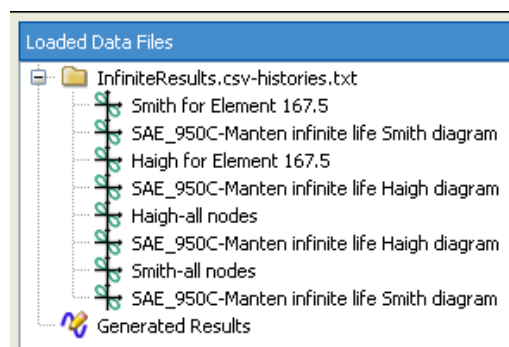 Loaded Data Files
InfiniteResults.csv-histories.txt
Smith for Element 167.5
SAE_950C-Manten infinite life Smith diagram
Haigh for Element 167.5
SAE_950C-Manten infinite life Haigh diagram
Haigh-all nodes
SAE_950C-Manten infinite life Haigh diagram
Smith-all nodes
SAE_950C-Manten infinite life Smith diagram
Generated Results